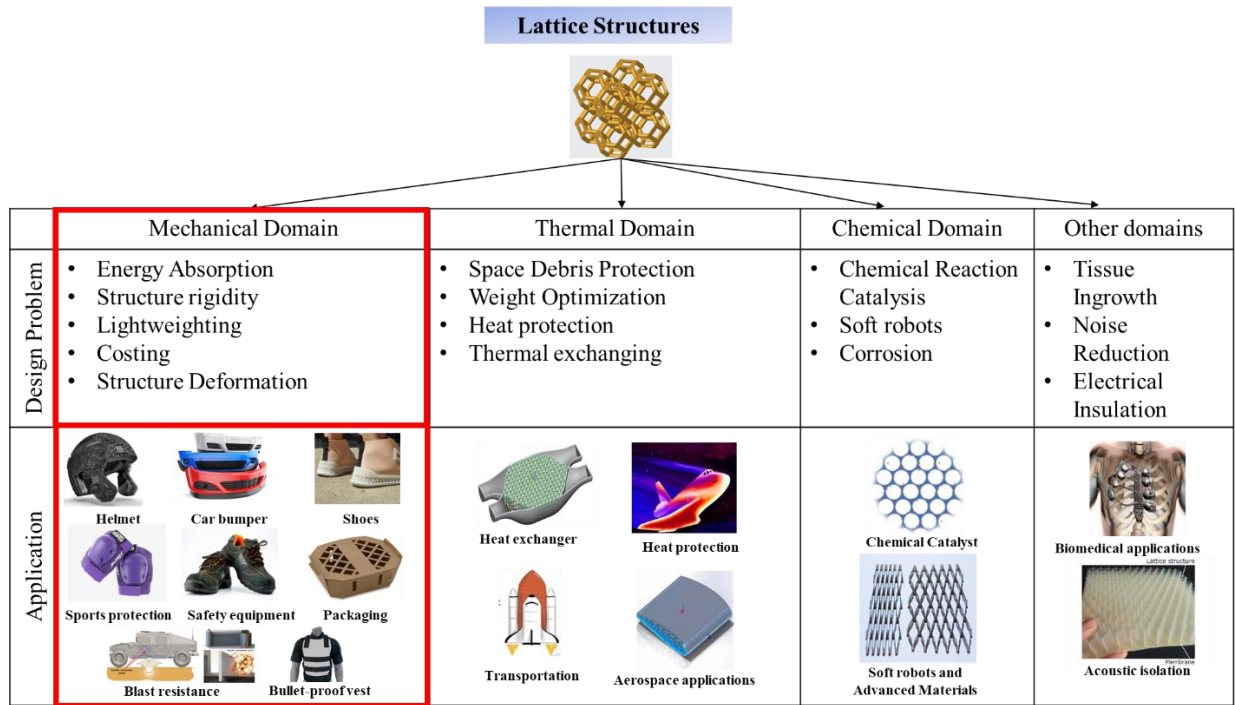 Lattice Structures
Mechanical Domain
Thermal Domain
Chemical Domain
Other domains
Design Problem
• Energy Absorption
• Structure rigidity
• Lightweighting
• Costing
• Structure Deformation
• Space Debris Protection
• Weight Optimization
• Heat protection
• Thermal exchanging
• Chemical Reaction
Catalysis
• Soft robots
• Corrosion
• Tissue
Ingrowth
• Noise
Reduction
• Electrical
Insulation
Application
Helmet
Car bumper
Shoes
Sports protection
Safety equipment
Packaging
Blast resistance
Bullet-proof vest
Heat exchanger
Heat protection
Transportation
Aerospace applications
Chemical Catalyst
Soft robots and
Advanced Materials
Biomedical applications
Lattice structure
Membrane
Acoustic isolation